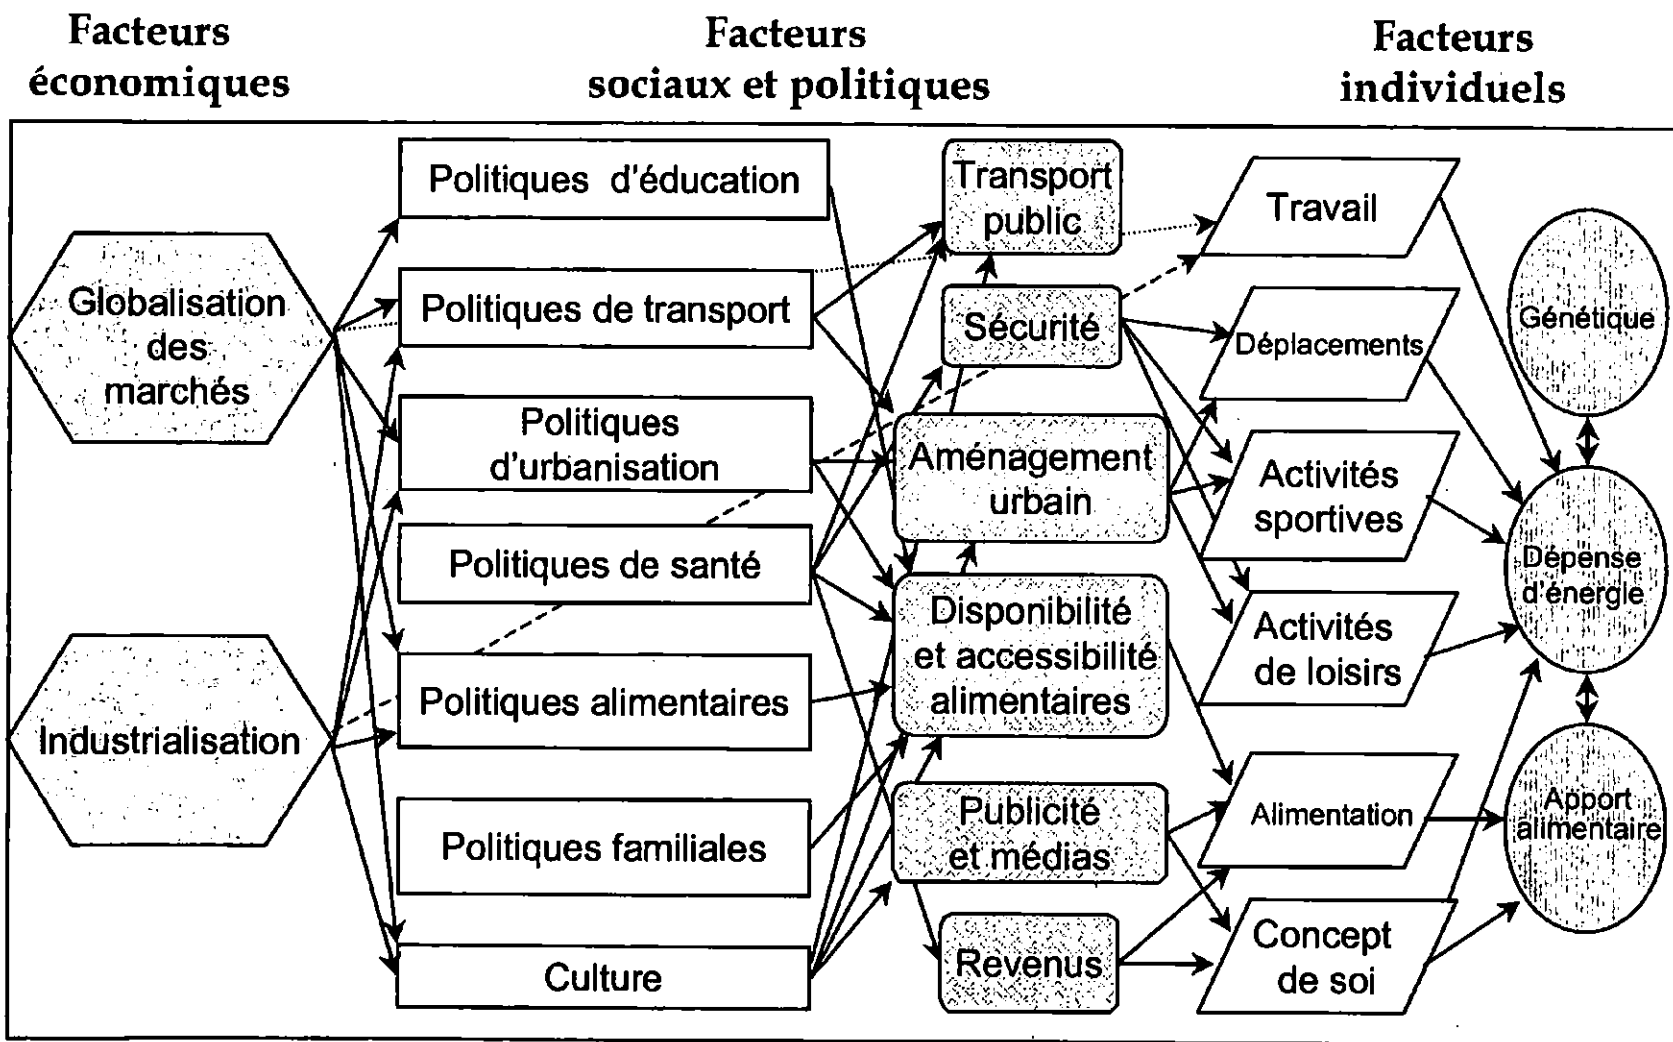 Facteurs
économiques
Facteurs
sociaux et politiques
Facteurs
individuels
Globalisation
des
marchés
Industrialisation
Politiques d'éducation
Politiques de transport
Politiques
d'urbanisation
Politiques de santé
Politiques alimentaires
Politiques familiales
Culture
Transport
public
Sécurité
Aménagement
urbain
Disponibilité
et accessibilité
alimentaires
Publicité
et médias
Revenus
Travail
Déplacements
Activités
sportives
Activités
de loisirs
Alimentation
Concept
de soi
Génétique
Dépense
d'énergie
Apport
alimentaire